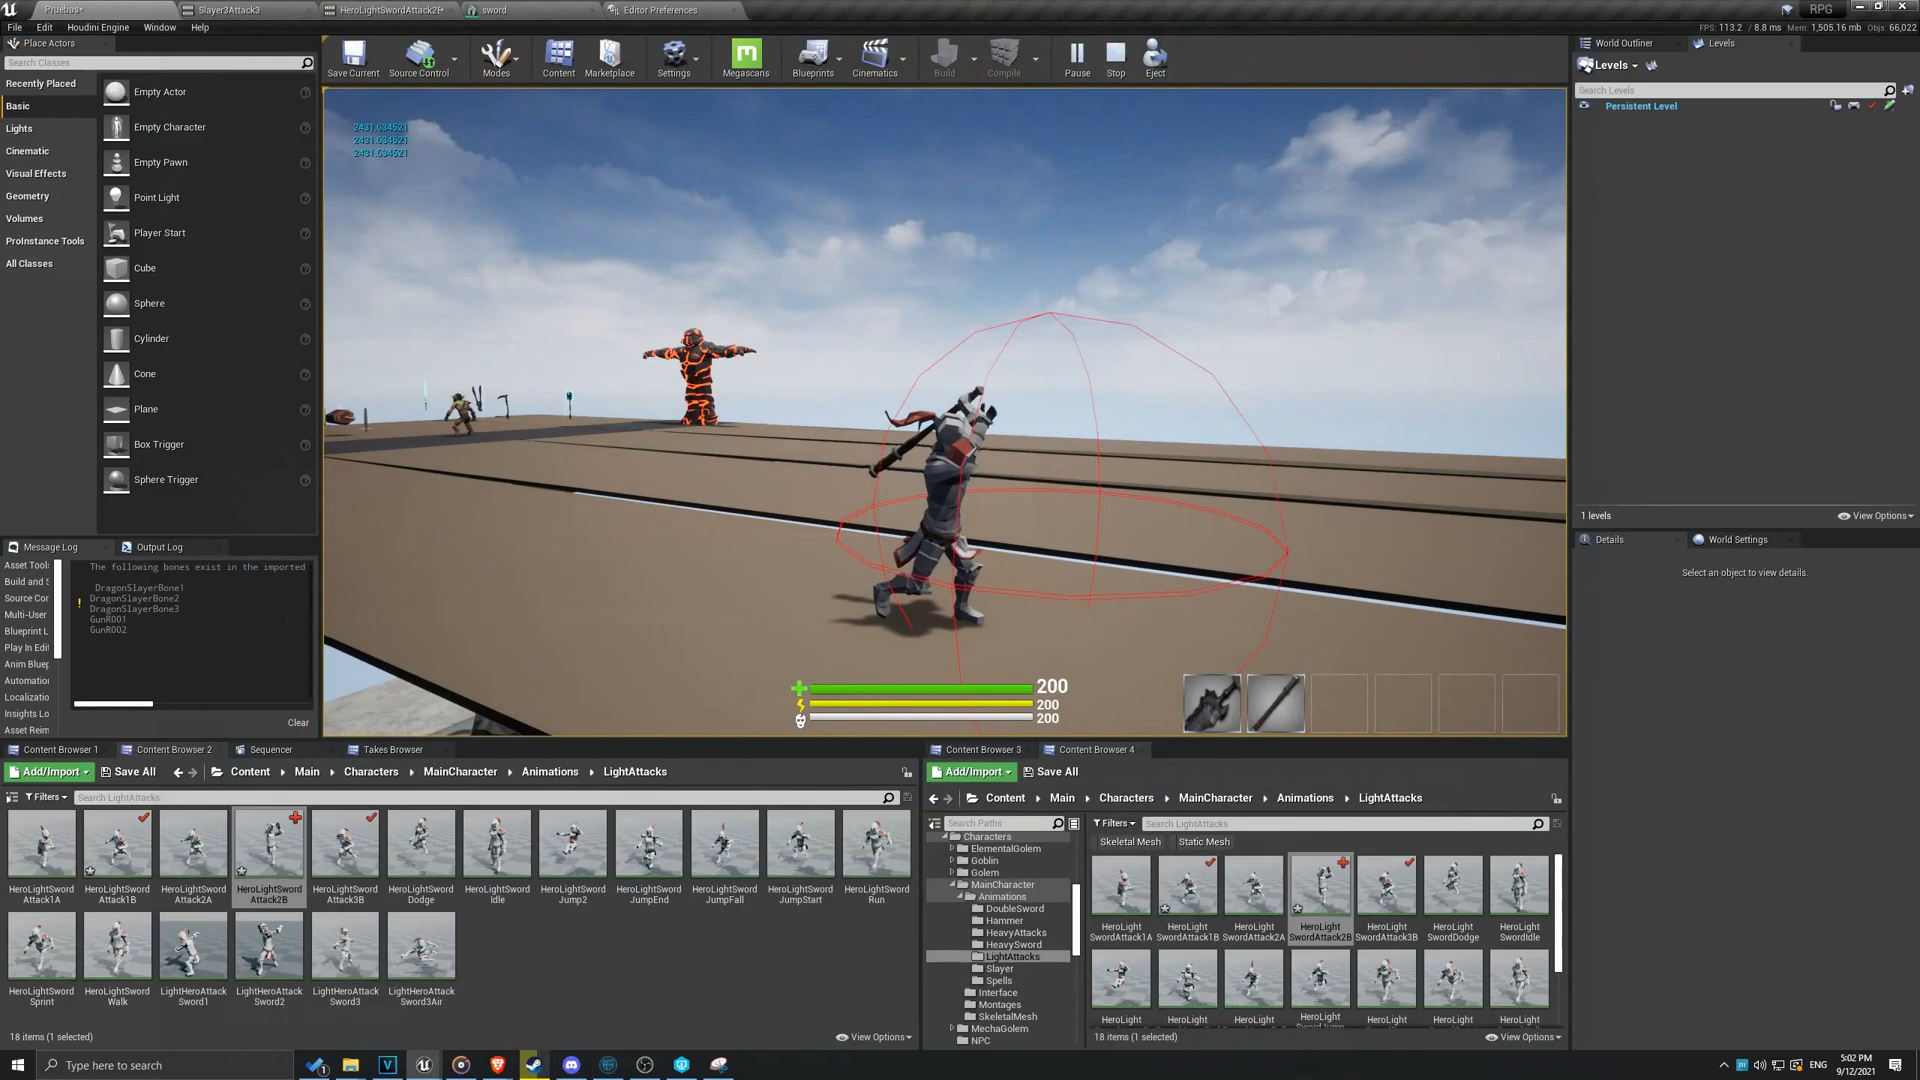 Pruebas*
Slayer3Attack3
HeroLightSwordAttack2B*
sword
Editor Preferences
RPG
File
Edit
Houdini Engine
Window
Help
FPS: 113.2 / 8.8 ms
Mem: 1,505.16 mb
Objs: 66,022
Place Actors
Search Classes
Recently Placed
Basic
Lights
Cinematic
Visual Effects
Geometry
Volumes
ProInstance Tools
All Classes
Empty Actor
Empty Character
Empty Pawn
Point Light
Player Start
Cube
Sphere
Cylinder
Cone
Plane
Box Trigger
Sphere Trigger
Save Current
Source Control
Modes
Content
Marketplace
Settings
Megascans
Blueprints
Cinematics
Build
Compile
Pause
Stop
Eject
2431.634521
2431.634521
2431.634521
200
200
200
World Outliner
Levels
Levels
Search Levels
Persistent Level
1 levels
View Options
Details
World Settings
Select an object to view details.
Message Log
Output Log
Asset Tools
Build and S
Source Cor
Multi-User
Blueprint L
Play In Edit
Anim Bluep
Automation
Localizatio
Insights Lo
Asset Reim
The following bones exist in the imported
DragonSlayerBone1
DragonSlayerBone2
DragonSlayerBone3
GunR001
GunR002
Clear
Content Browser 1
Content Browser 2
Sequencer
Takes Browser
Add/Import
Save All
Content
Main
Characters
MainCharacter
Animations
LightAttacks
Filters
Search LightAttacks
HeroLightSword
Attack1A
HeroLightSword
Attack1B
HeroLightSword
Attack2A
HeroLightSword
Attack2B
HeroLightSword
Attack3B
HeroLightSword
Dodge
HeroLightSword
Idle
HeroLightSword
Jump2
HeroLightSword
JumpEnd
HeroLightSword
JumpFall
HeroLightSword
JumpStart
HeroLightSword
Run
HeroLightSword
Sprint
HeroLightSword
Walk
LightHeroAttack
Sword1
LightHeroAttack
Sword2
LightHeroAttack
Sword3
LightHeroAttack
Sword3Air
18 items (1 selected)
View Options
Content Browser 3
Content Browser 4
Add/Import
Save All
Content
Main
Characters
MainCharacter
Animations
LightAttacks
Search Paths
Characters
ElementalGolem
Goblin
Golem
MainCharacter
Animations
DoubleSword
Hammer
HeavyAttacks
HeavySword
LightAttacks
Slayer
Spells
Interface
Montages
SkeletalMesh
MechaGolem
NPC
Filters
Search LightAttacks
Skeletal Mesh
Static Mesh
HeroLight
SwordAttack1A
HeroLight
SwordAttack1B
HeroLight
SwordAttack2A
HeroLight
SwordAttack2B
HeroLight
SwordAttack3B
HeroLight
SwordDodge
HeroLight
SwordIdle
HeroLight
HeroLight
HeroLight
HeroLight
HeroLight
HeroLight
HeroLight
18 items (1 selected)
View Options
Type here to search
ENG
5:02 PM
9/12/2021